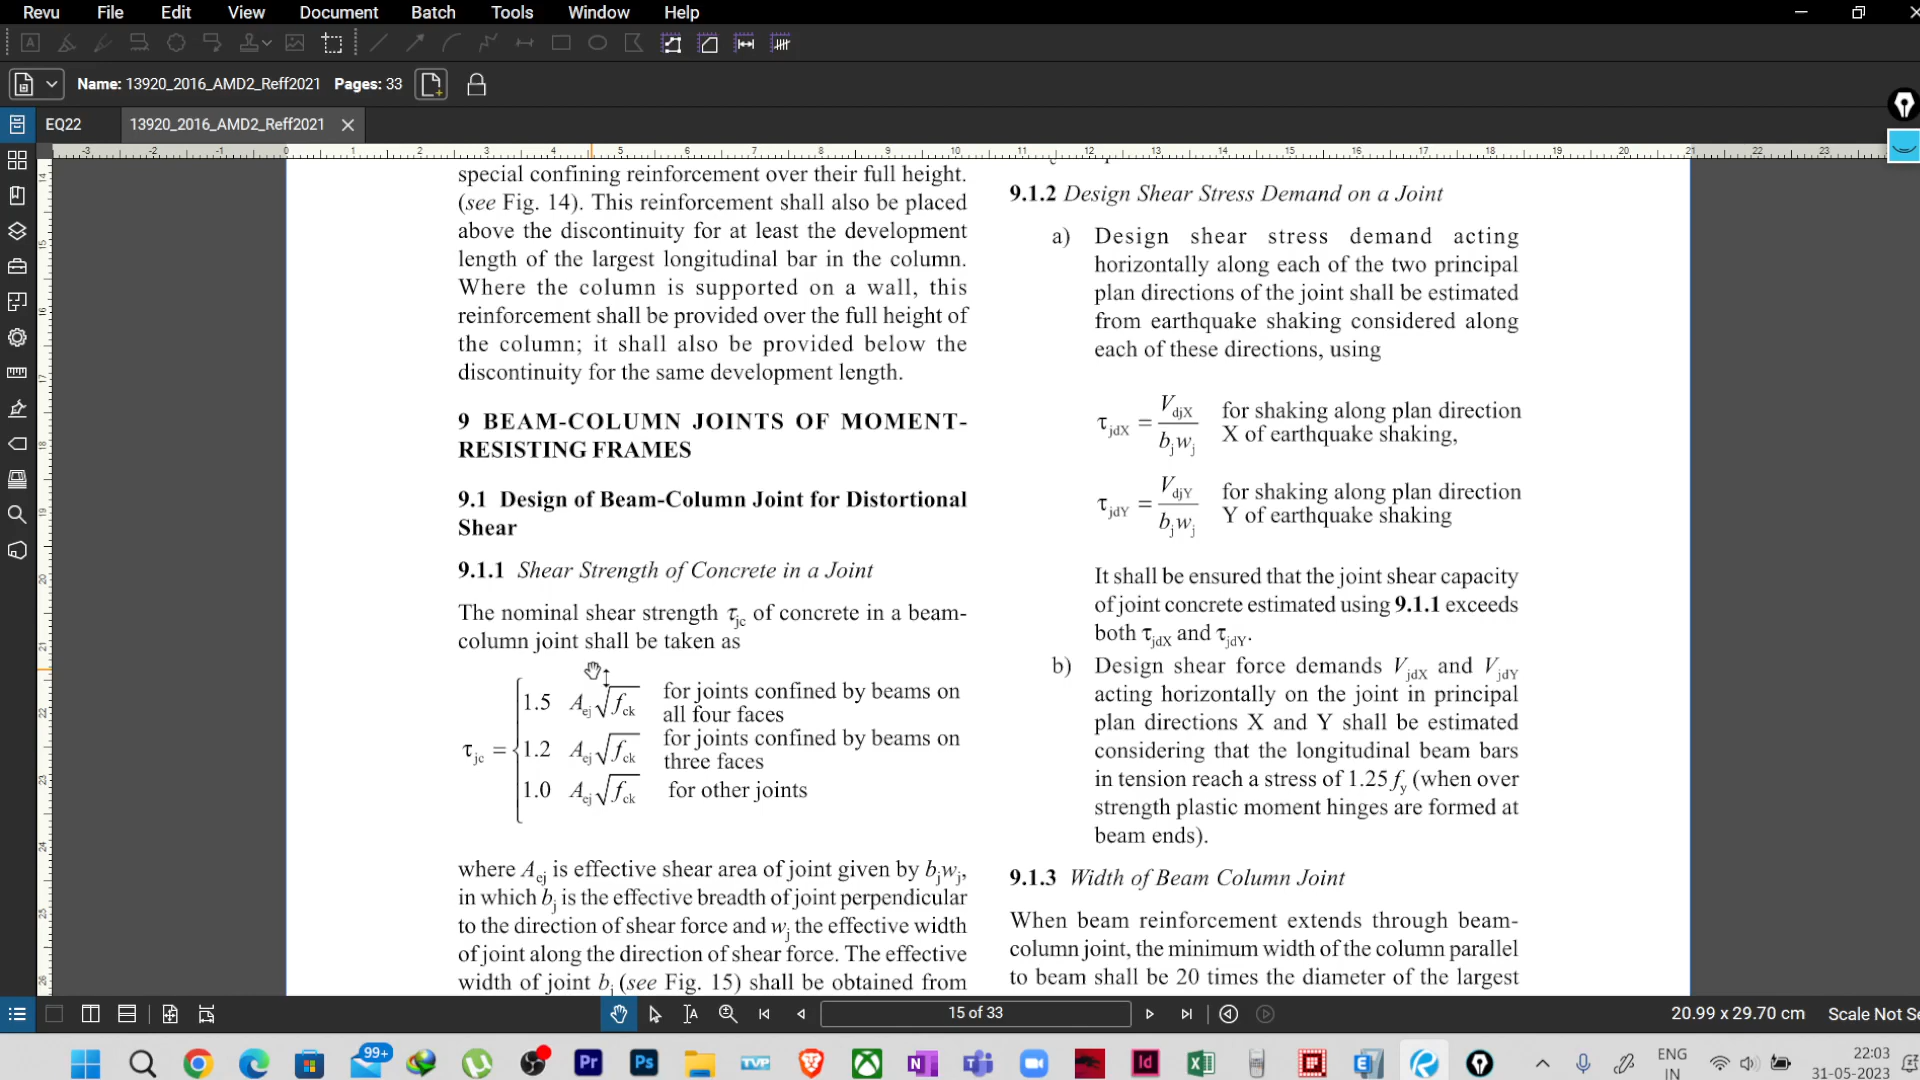 Revu File Edit View Document Batch Tools Window Help
Name: 13920_2016_AMD2_Reff2021 Pages: 33
EQ22 13920_2016_AMD2_Reff2021
special confining reinforcement over their full height.
(see Fig. 14). This reinforcement shall also be placed
above the discontinuity for at least the development
length of the largest longitudinal bar in the column.
Where the column is supported on a wall, this
reinforcement shall be provided over the full height of
the column; it shall also be provided below the
discontinuity for the same development length.
9 BEAM-COLUMN JOINTS OF MOMENT-
RESISTING FRAMES
9.1 Design of Beam-Column Joint for Distortional
Shear
9.1.1 Shear Strength of Concrete in a Joint
The nominal shear strength τjc of concrete in a beam-
column joint shall be taken as
1.5 Aej√fck for joints confined by beams on
all four faces
τjc = 1.2 Aej√fck for joints confined by beams on
three faces
1.0 Aej√fck for other joints
where Aej is effective shear area of joint given by bjwj,
in which bj is the effective breadth of joint perpendicular
to the direction of shear force and wj the effective width
of joint along the direction of shear force. The effective
width of joint bj (see Fig. 15) shall be obtained from
9.1.2 Design Shear Stress Demand on a Joint
a) Design shear stress demand acting
horizontally along each of the two principal
plan directions of the joint shall be estimated
from earthquake shaking considered along
each of these directions, using
τjdX = VdjX / bjwj for shaking along plan direction
X of earthquake shaking,
τjdY = VdjY / bjwj for shaking along plan direction
Y of earthquake shaking
It shall be ensured that the joint shear capacity
of joint concrete estimated using 9.1.1 exceeds
both τjdX and τjdY.
b) Design shear force demands VjdX and VjdY
acting horizontally on the joint in principal
plan directions X and Y shall be estimated
considering that the longitudinal beam bars
in tension reach a stress of 1.25 fy (when over
strength plastic moment hinges are formed at
beam ends).
9.1.3 Width of Beam Column Joint
When beam reinforcement extends through beam-
column joint, the minimum width of the column parallel
to beam shall be 20 times the diameter of the largest
15 of 33
20.99 x 29.70 cm Scale Not Se
99+
Pr Ps TVP Id
ENG
IN
22:03
31-05-2023